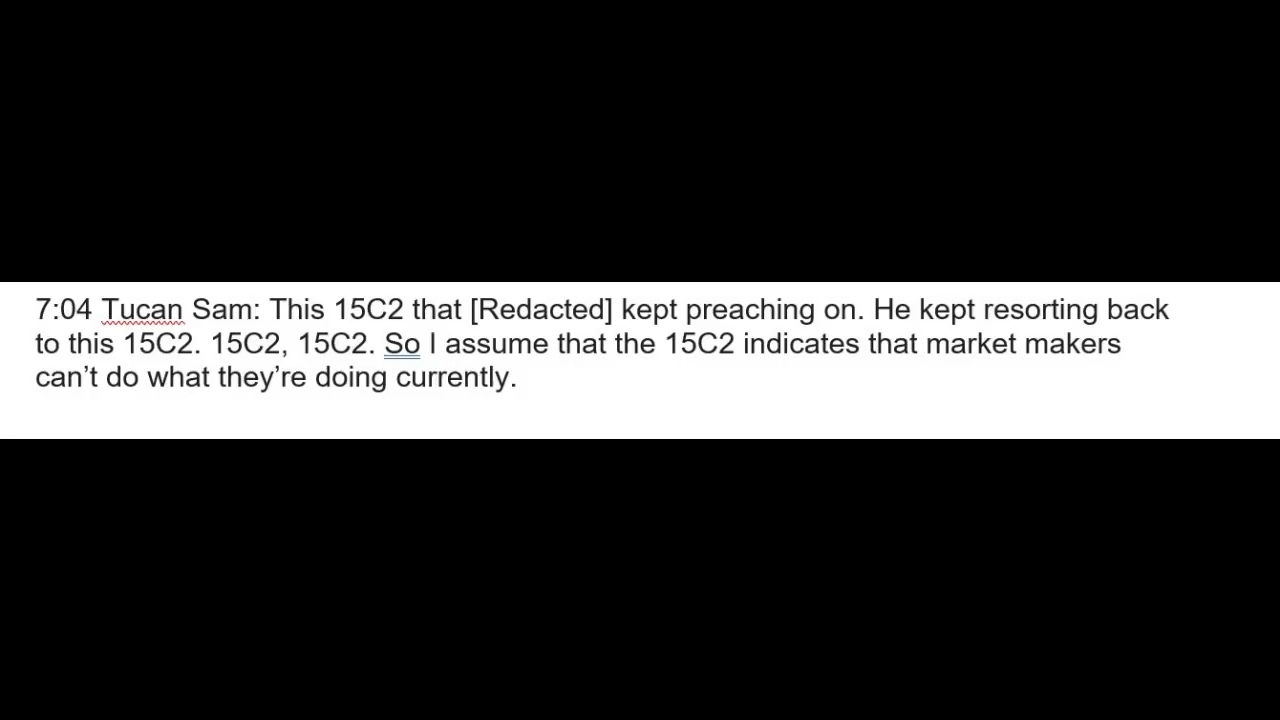 7:04 Tucan Sam: This 15C2 that [Redacted] kept preaching on. He kept resorting back
to this 15C2. 15C2, 15C2. So I assume that the 15C2 indicates that market makers
can’t do what they’re doing currently.